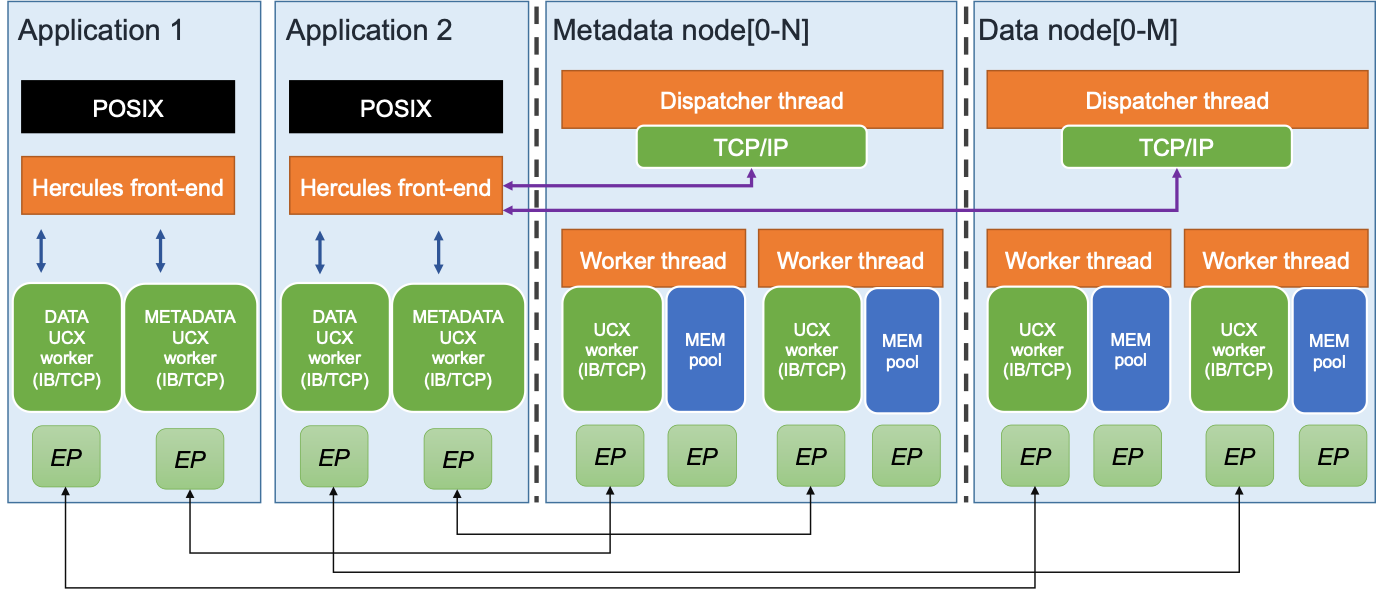 Application 1
POSIX
Hercules front-end
DATA
UCX
worker
(IB/TCP)
METADATA
UCX
worker
(IB/TCP)
EP
EP
Application 2
POSIX
Hercules front-end
DATA
UCX
worker
(IB/TCP)
METADATA
UCX
worker
(IB/TCP)
EP
EP
Metadata node[0-N]
Dispatcher thread
TCP/IP
Worker thread
Worker thread
UCX
worker
(IB/TCP)
MEM
pool
UCX
worker
(IB/TCP)
MEM
pool
EP
EP
EP
EP
Data node[0-M]
Dispatcher thread
TCP/IP
Worker thread
Worker thread
UCX
worker
(IB/TCP)
MEM
pool
UCX
worker
(IB/TCP)
MEM
pool
EP
EP
EP
EP